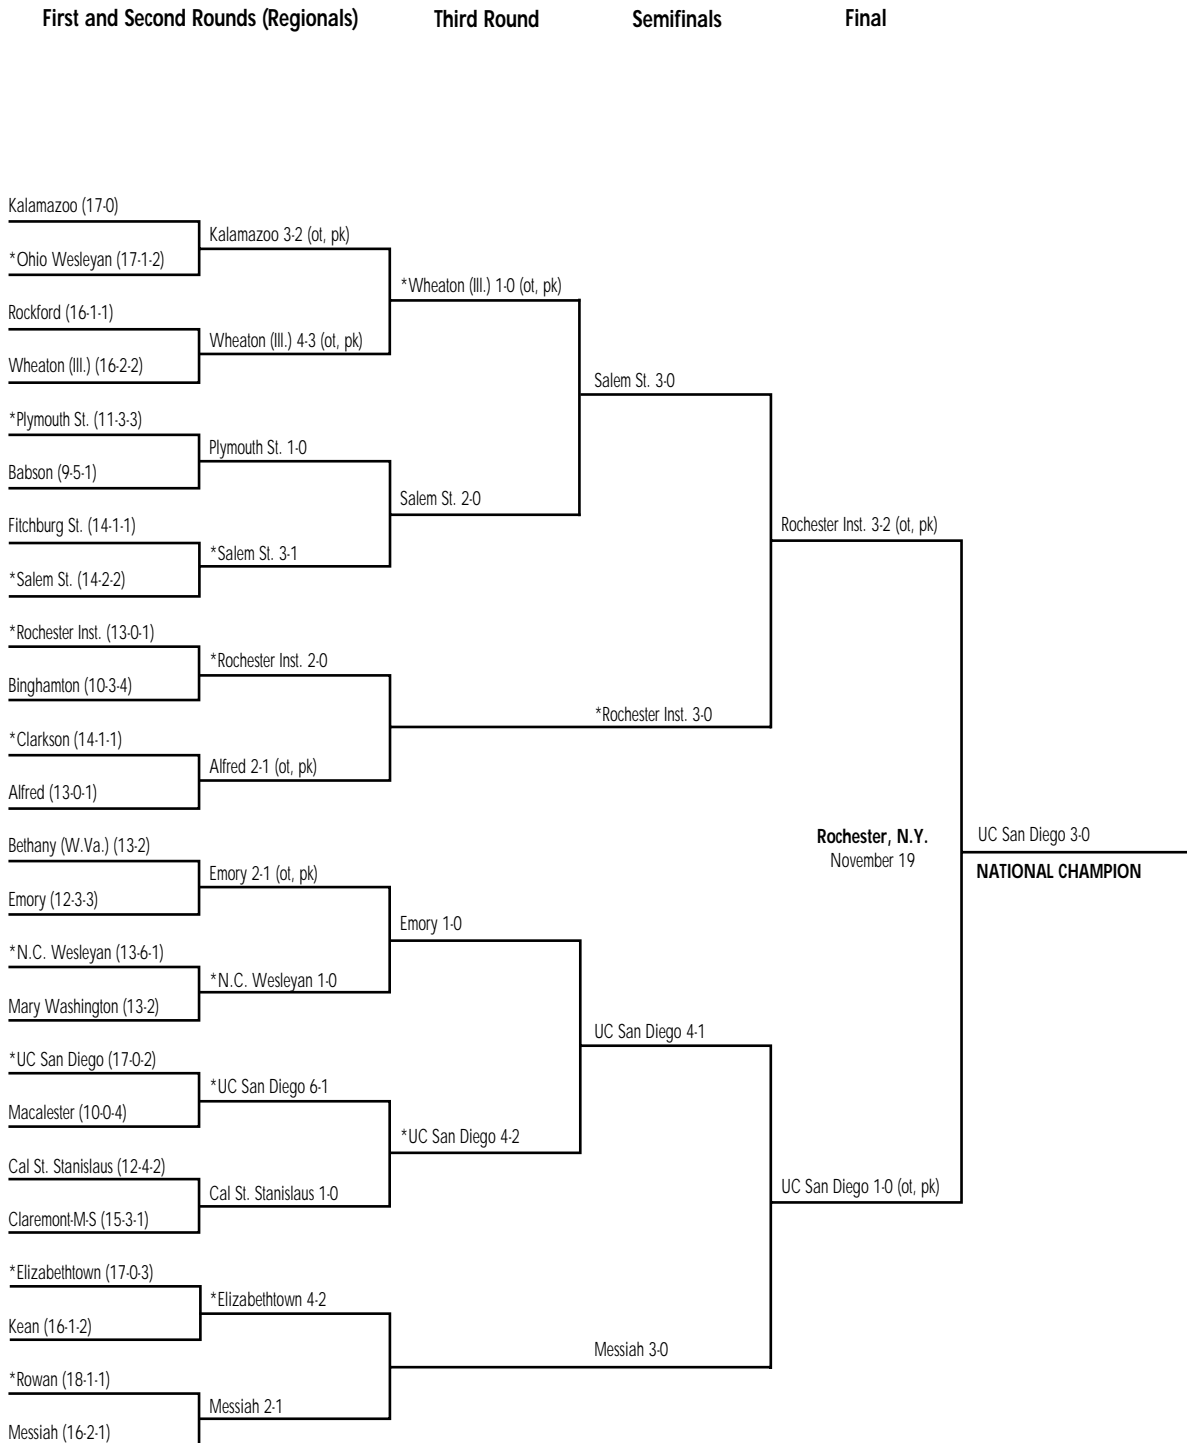 First and Second Rounds (Regionals)
Third Round
Semifinals
Final
Kalamazoo (17-0)
Kalamazoo 3-2 (ot, pk)
*Ohio Wesleyan (17-1-2)
*Wheaton (Ill.) 1-0 (ot, pk)
Rockford (16-1-1)
Wheaton (Ill.) 4-3 (ot, pk)
Wheaton (Ill.) (16-2-2)
Salem St. 3-0
*Plymouth St. (11-3-3)
Plymouth St. 1-0
Babson (9-5-1)
Salem St. 2-0
Fitchburg St. (14-1-1)
Rochester Inst. 3-2 (ot, pk)
*Salem St. 3-1
*Salem St. (14-2-2)
*Rochester Inst. (13-0-1)
*Rochester Inst. 2-0
Binghamton (10-3-4)
*Rochester Inst. 3-0
*Clarkson (14-1-1)
Alfred 2-1 (ot, pk)
Alfred (13-0-1)
Rochester, N.Y.
November 19
UC San Diego 3-0
NATIONAL CHAMPION
Bethany (W.Va.) (13-2)
Emory 2-1 (ot, pk)
Emory (12-3-3)
Emory 1-0
*N.C. Wesleyan (13-6-1)
*N.C. Wesleyan 1-0
Mary Washington (13-2)
UC San Diego 4-1
*UC San Diego (17-0-2)
*UC San Diego 6-1
Macalester (10-0-4)
*UC San Diego 4-2
Cal St. Stanislaus (12-4-2)
Cal St. Stanislaus 1-0
UC San Diego 1-0 (ot, pk)
Claremont-M-S (15-3-1)
*Elizabethtown (17-0-3)
*Elizabethtown 4-2
Kean (16-1-2)
Messiah 3-0
*Rowan (18-1-1)
Messiah 2-1
Messiah (16-2-1)